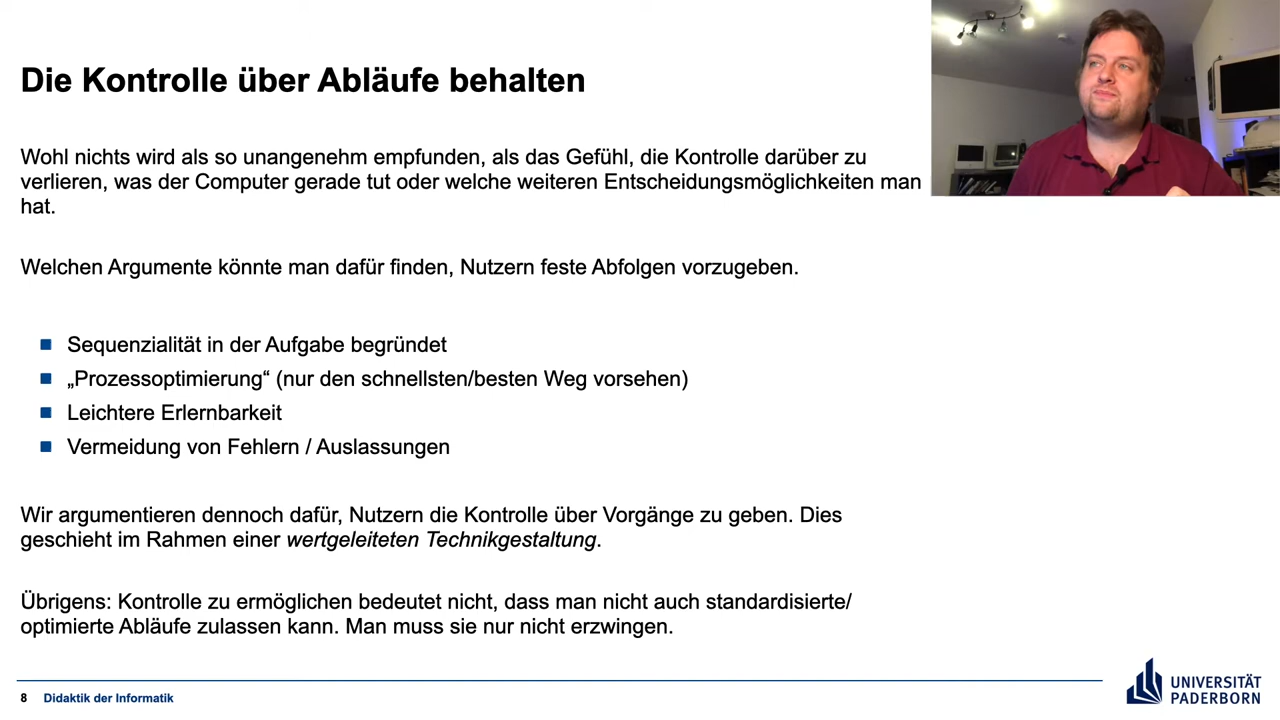 Die Kontrolle über Abläufe behalten
Wohl nichts wird als so unangenehm empfunden, als das Gefühl, die Kontrolle darüber zu
verlieren, was der Computer gerade tut oder welche weiteren Entscheidungsmöglichkeiten man
hat.
Welchen Argumente könnte man dafür finden, Nutzern feste Abfolgen vorzugeben.
Sequenzialität in der Aufgabe begründet
„Prozessoptimierung“ (nur den schnellsten/besten Weg vorsehen)
Leichtere Erlernbarkeit
Vermeidung von Fehlern / Auslassungen
Wir argumentieren dennoch dafür, Nutzern die Kontrolle über Vorgänge zu geben. Dies
geschieht im Rahmen einer wertgeleiteten Technikgestaltung.
Übrigens: Kontrolle zu ermöglichen bedeutet nicht, dass man nicht auch standardisierte/
optimierte Abläufe zulassen kann. Man muss sie nur nicht erzwingen.
8 Didaktik der Informatik
UNIVERSITÄT
PADERBORN